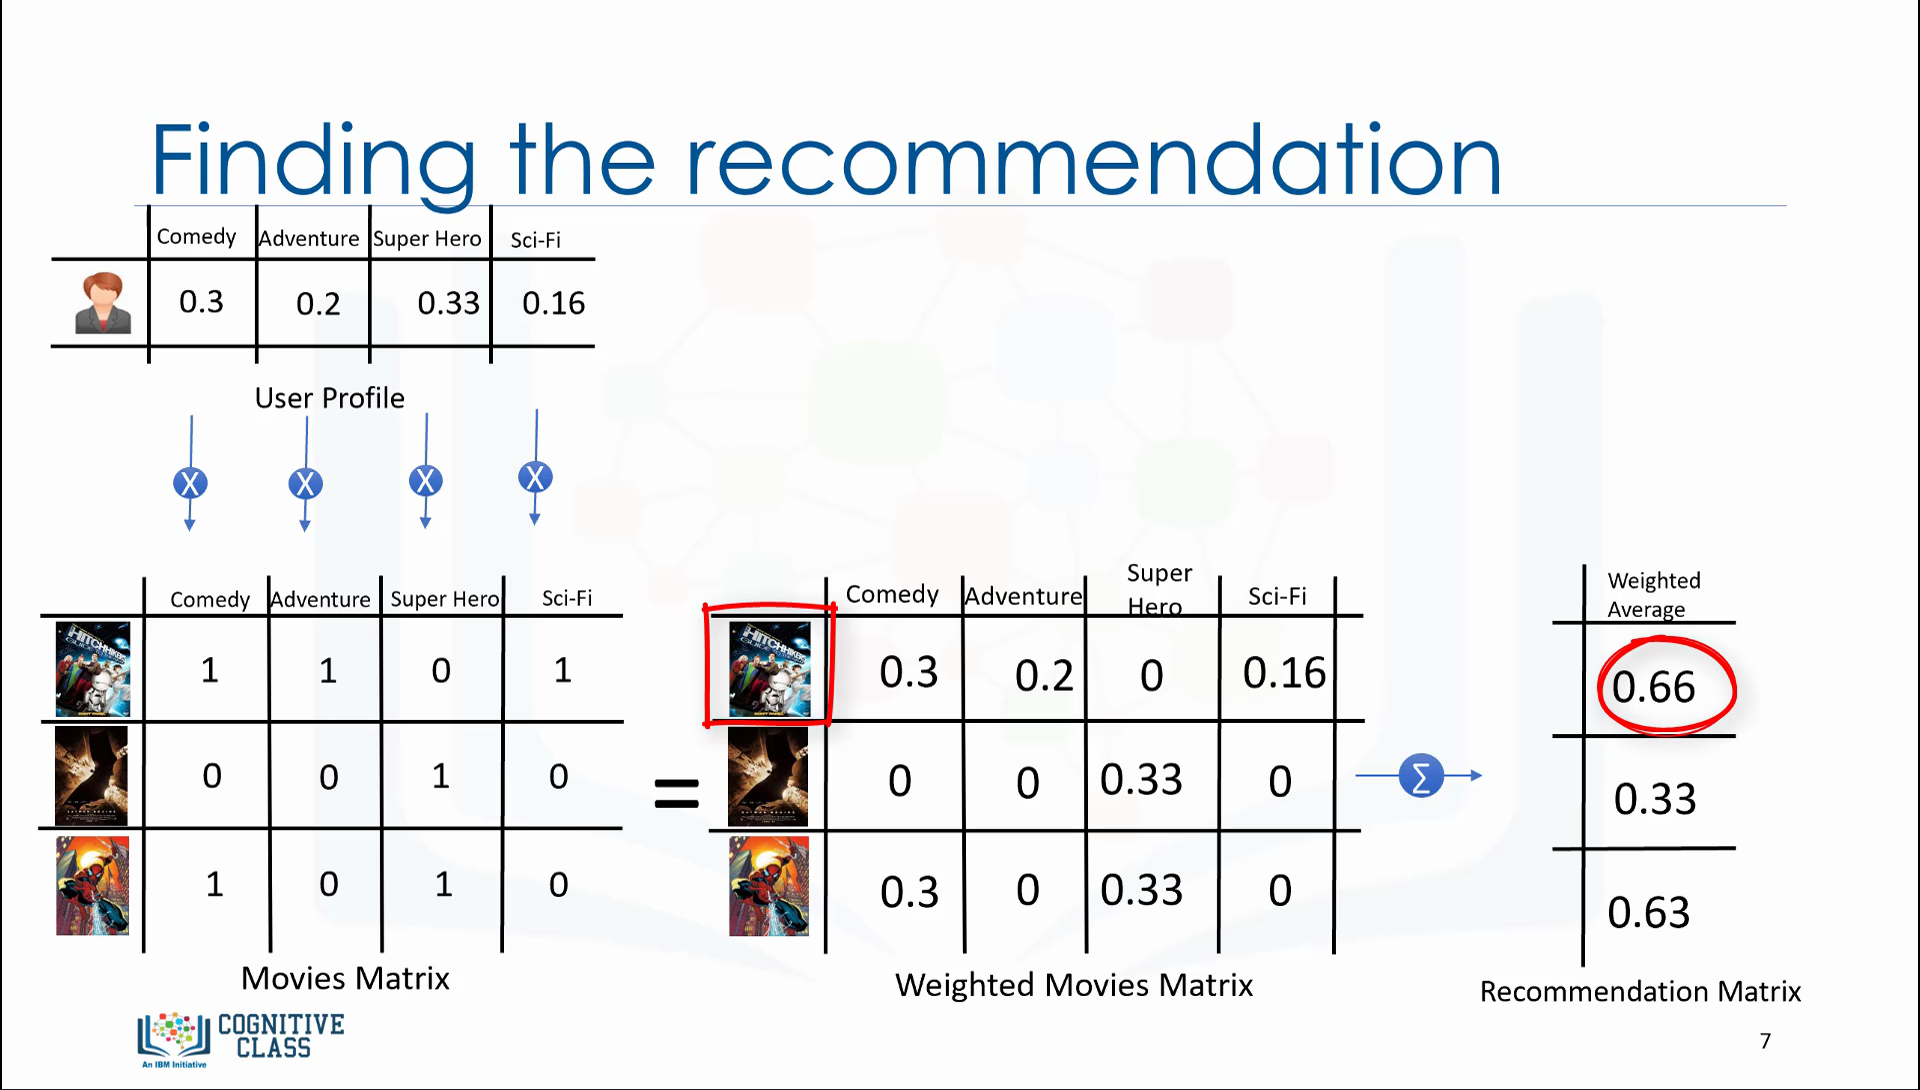 Finding the recommendation
Comedy Adventure Super Hero Sci-Fi
0.3 0.2 0.33 0.16
User Profile
X X X X
Comedy Adventure Super Hero Sci-Fi
HITCHHIKERS
1 1 0 1
0 0 1 0
1 0 1 0
Movies Matrix
=
Super
Hero
Comedy Adventure Sci-Fi
0.3 0.2 0 0.16
0 0 0.33 0
0.3 0 0.33 0
Weighted Movies Matrix
Σ
Weighted
Average
0.66
0.33
0.63
Recommendation Matrix
COGNITIVE
CLASS
An IBM Initiative
7